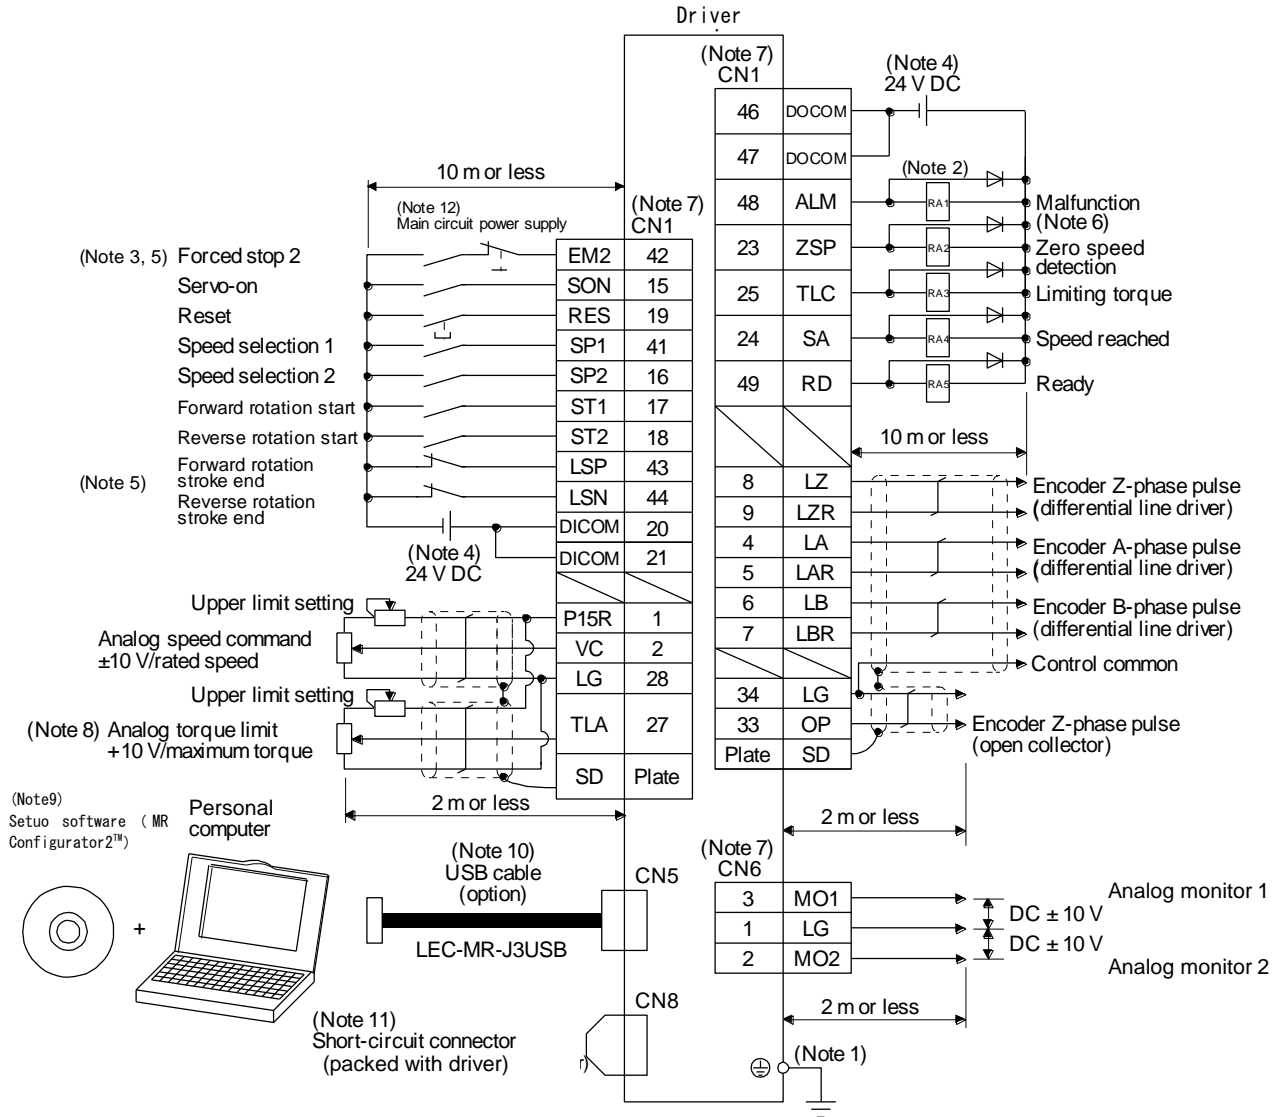 Driver
(Note 7)
CN1
(Note 4)
24 V DC
46 DOCOM
47 DOCOM
(Note 2)
48 ALM RA1 Malfunction
(Note 6)
23 ZSP RA2 Zero speed
detection
25 TLC RA3 Limiting torque
24 SA RA4 Speed reached
49 RD RA5 Ready
10 m or less
8 LZ Encoder Z-phase pulse
9 LZR (differential line driver)
4 LA Encoder A-phase pulse
5 LAR (differential line driver)
6 LB Encoder B-phase pulse
7 LBR (differential line driver)
Control common
34 LG
33 OP Encoder Z-phase pulse
(open collector)
Plate SD
2 m or less
10 m or less
(Note 12)
Main circuit power supply
(Note 7)
CN1
(Note 3, 5) Forced stop 2 EM2 42
Servo-on SON 15
Reset RES 19
Speed selection 1 SP1 41
Speed selection 2 SP2 16
Forward rotation start ST1 17
Reverse rotation start ST2 18
Forward rotation
stroke end LSP 43
(Note 5)
Reverse rotation
stroke end LSN 44
DICOM 20
DICOM 21
(Note 4)
24 V DC
Upper limit setting P15R 1
Analog speed command
±10 V/rated speed VC 2
LG 28
Upper limit setting
(Note 8) Analog torque limit
+10 V/maximum torque TLA 27
SD Plate
2 m or less
(Note9)
Setuo software ( MR
Configurator2™)
Personal
computer
+
(Note 10)
USB cable
(option)
LEC-MR-J3USB
CN5
(Note 7)
CN6
3 MO1 Analog monitor 1
DC ± 10 V
1 LG
DC ± 10 V
2 MO2 Analog monitor 2
2 m or less
CN8
(Note 11)
Short-circuit connector
(packed with driver)
(Note 1)